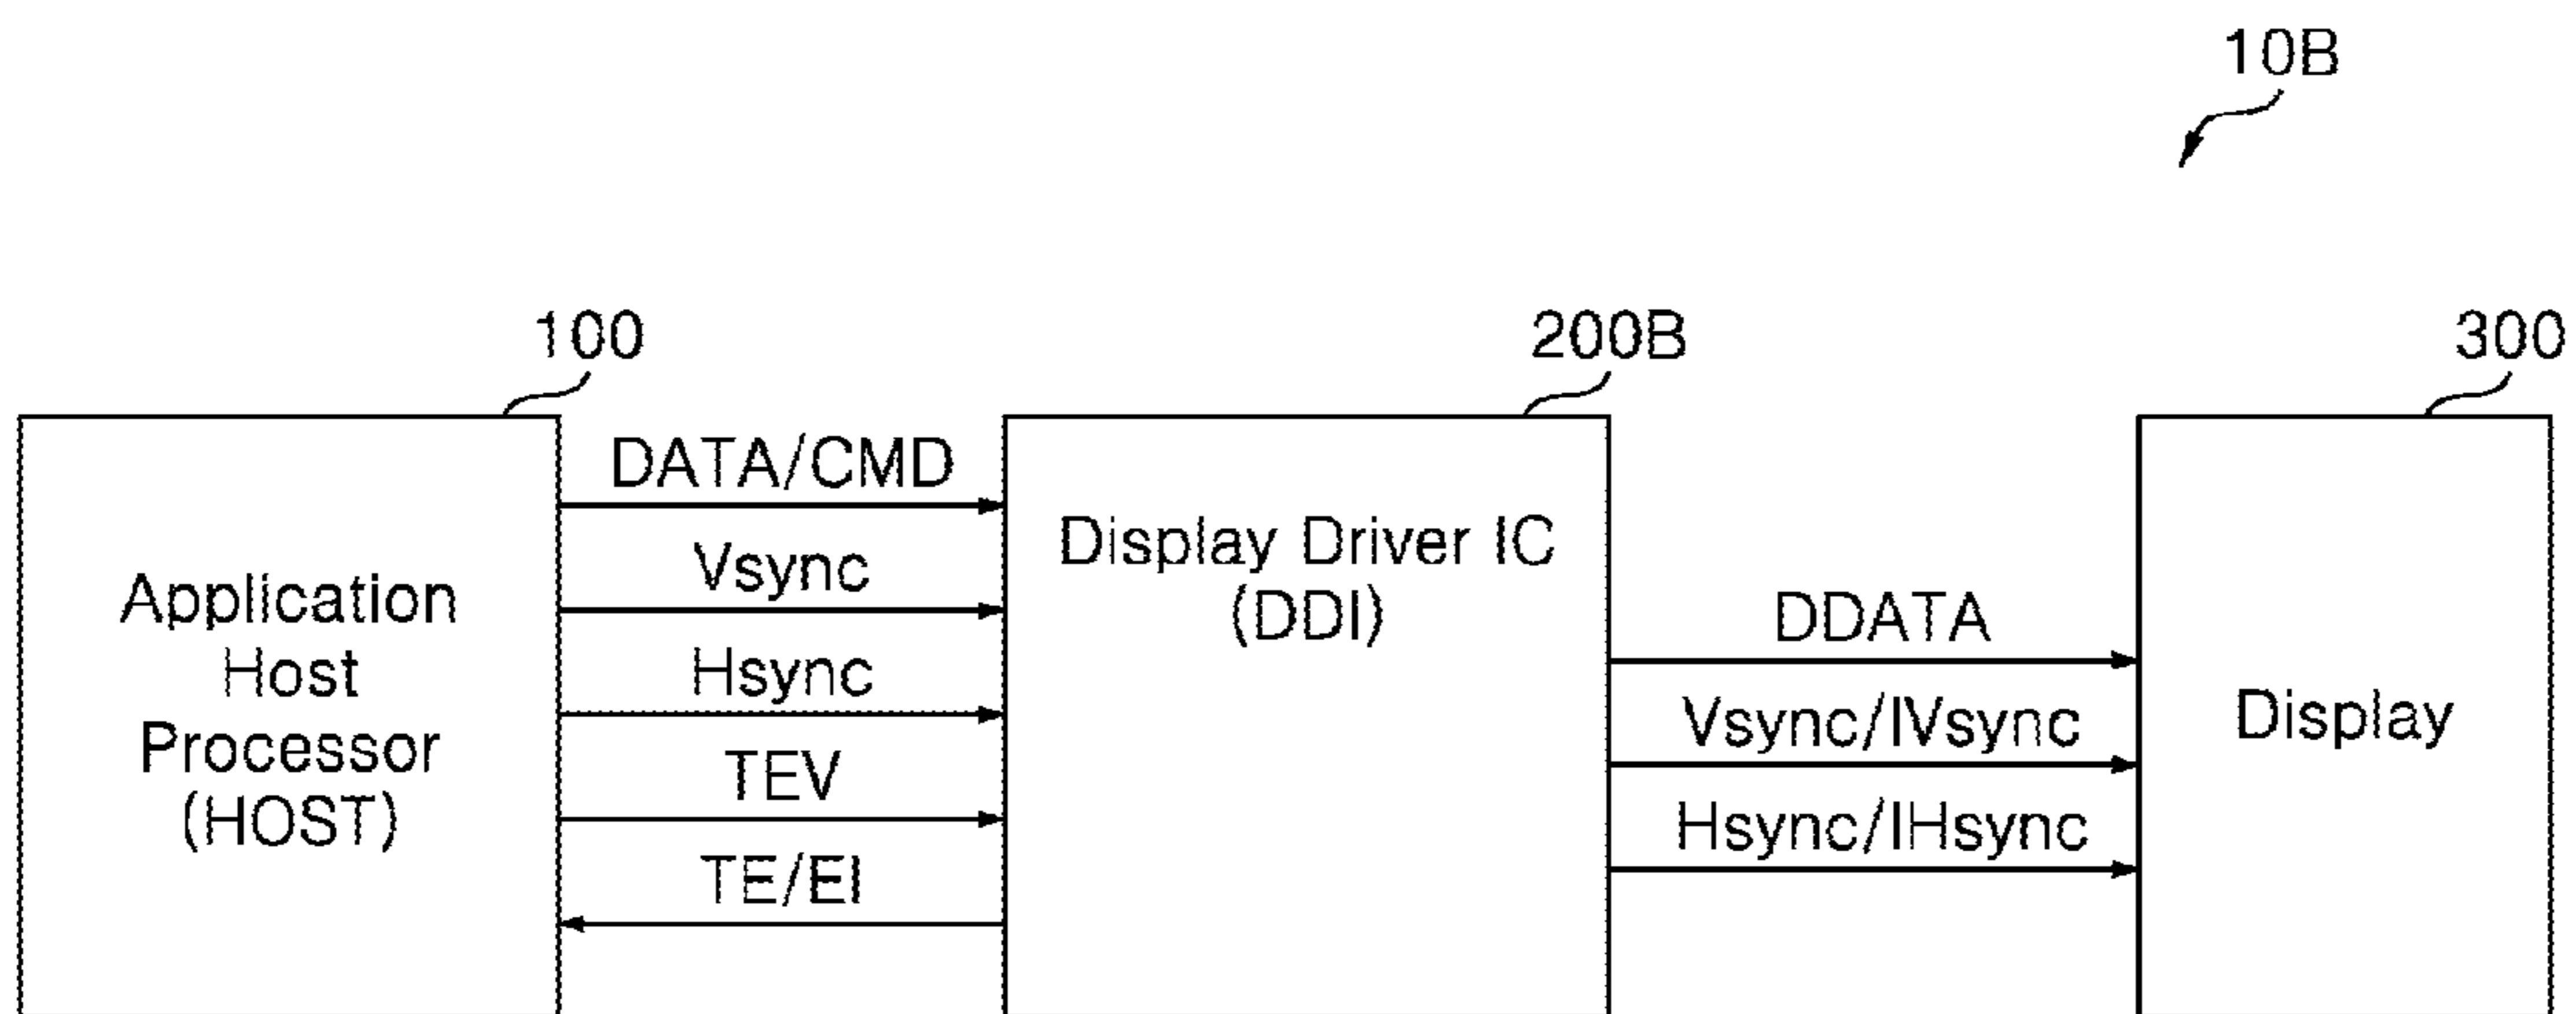 10B
100
200B
300
Application
Host
Processor
(HOST)
DATA/CMD
Vsync
Hsync
TEV
TE/EI
Display Driver IC
(DDI)
DDATA
Vsync/IVsync
Hsync/IHsync
Display